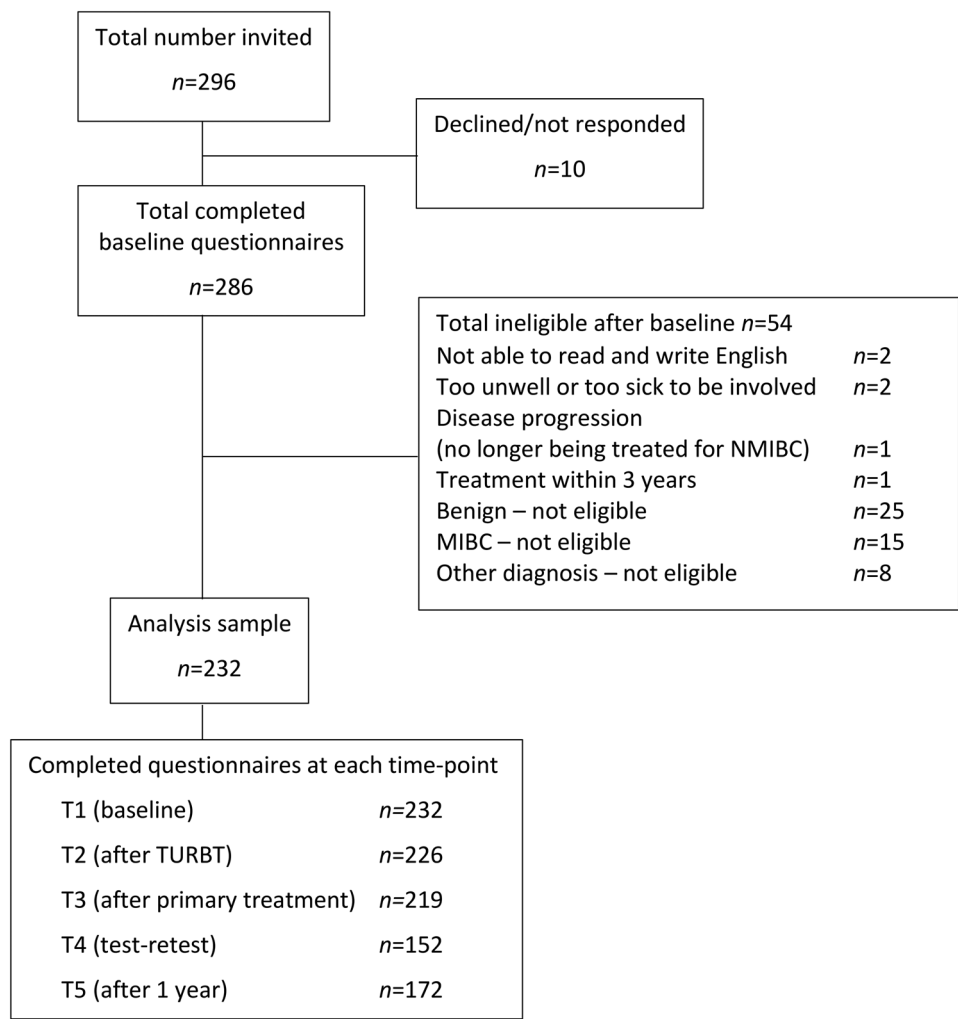 Total number invited
n=296
Declined/not responded
n=10
Total completed
baseline questionnaires
n=286
Total ineligible after baseline n=54
Not able to read and write English n=2
Too unwell or too sick to be involved n=2
Disease progression
(no longer being treated for NMIBC) n=1
Treatment within 3 years n=1
Benign – not eligible n=25
MIBC – not eligible n=15
Other diagnosis – not eligible n=8
Analysis sample
n=232
Completed questionnaires at each time-point
T1 (baseline) n=232
T2 (after TURBT) n=226
T3 (after primary treatment) n=219
T4 (test-retest) n=152
T5 (after 1 year) n=172